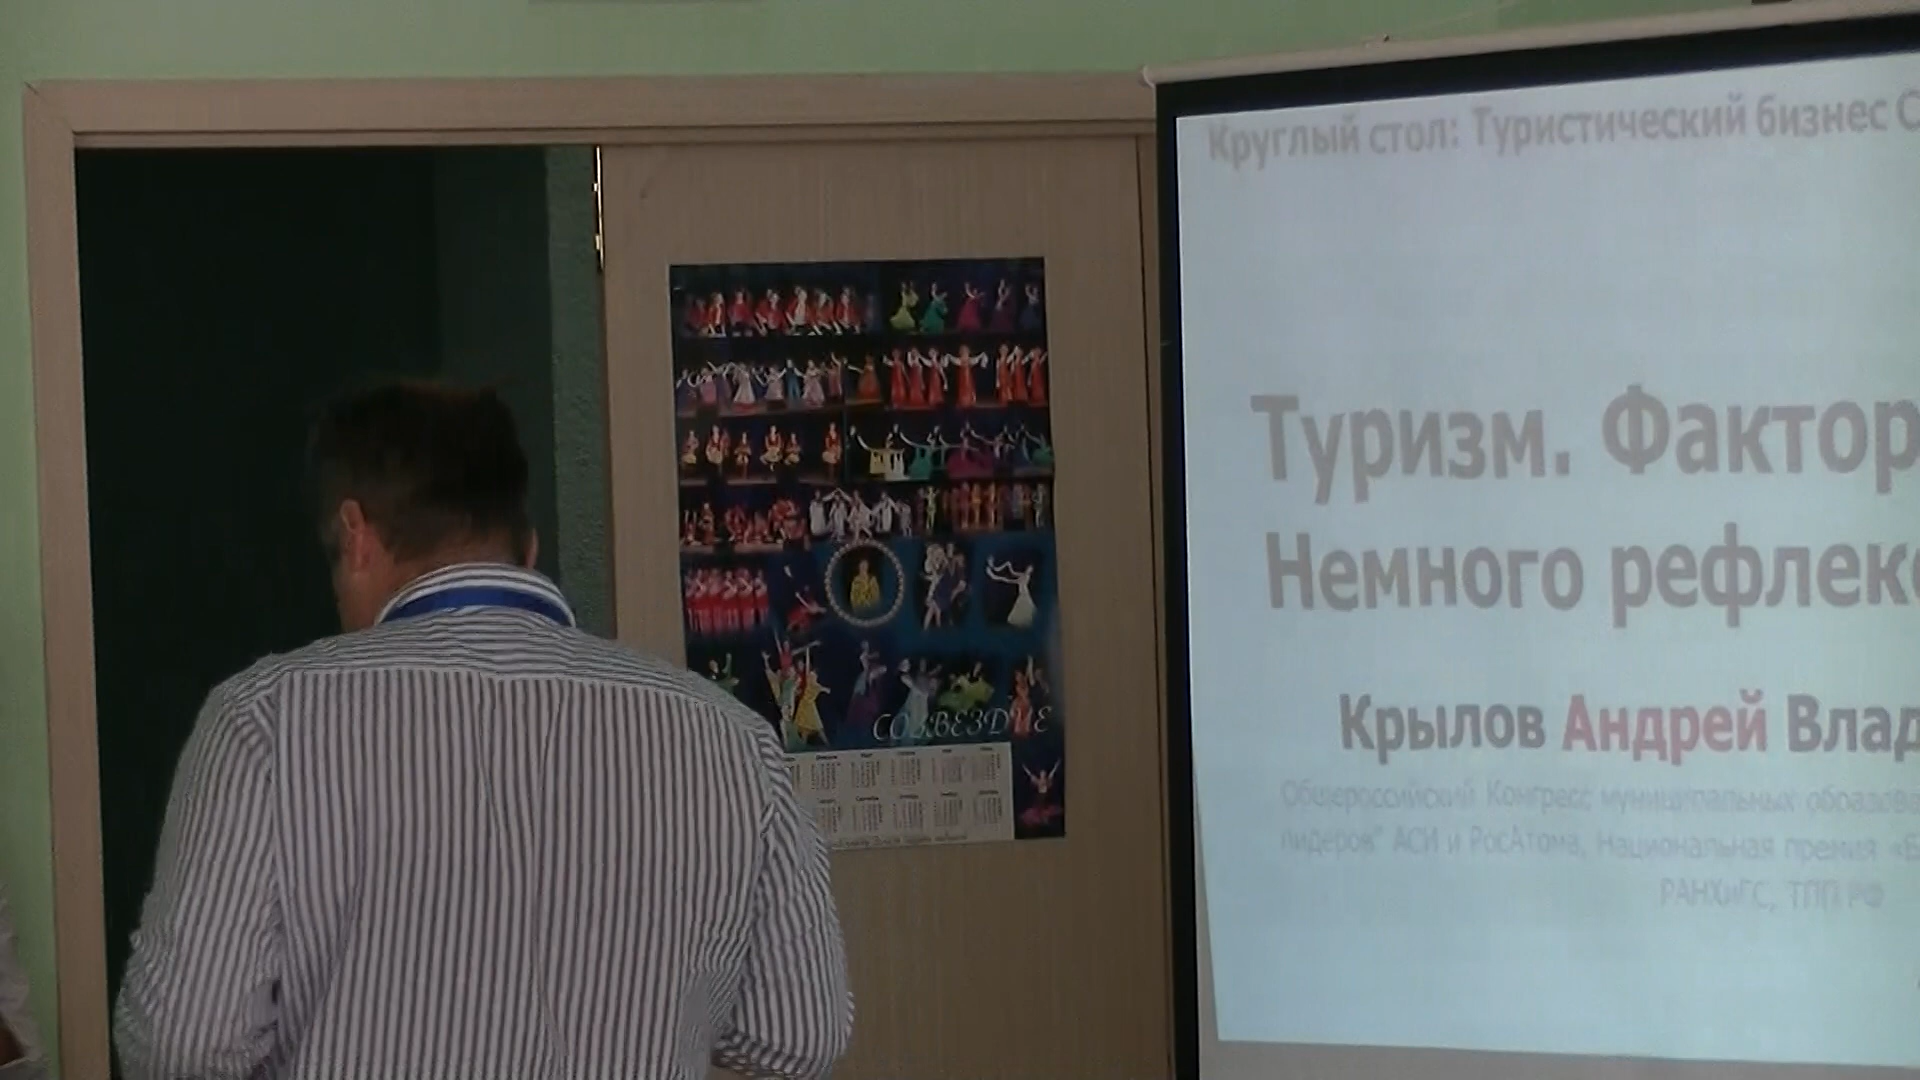 Круглый стол: Туристический бизнес С
Туризм. Фактор
Немного рефлекс
Крылов Андрей Влад
Общероссийский Конгресс муниципальных образова
лидеров" АСИ и РосАтома, Национальная премия «Б
РАНХиГС, ТПП РФ
СОЗВЕЗДИЕ